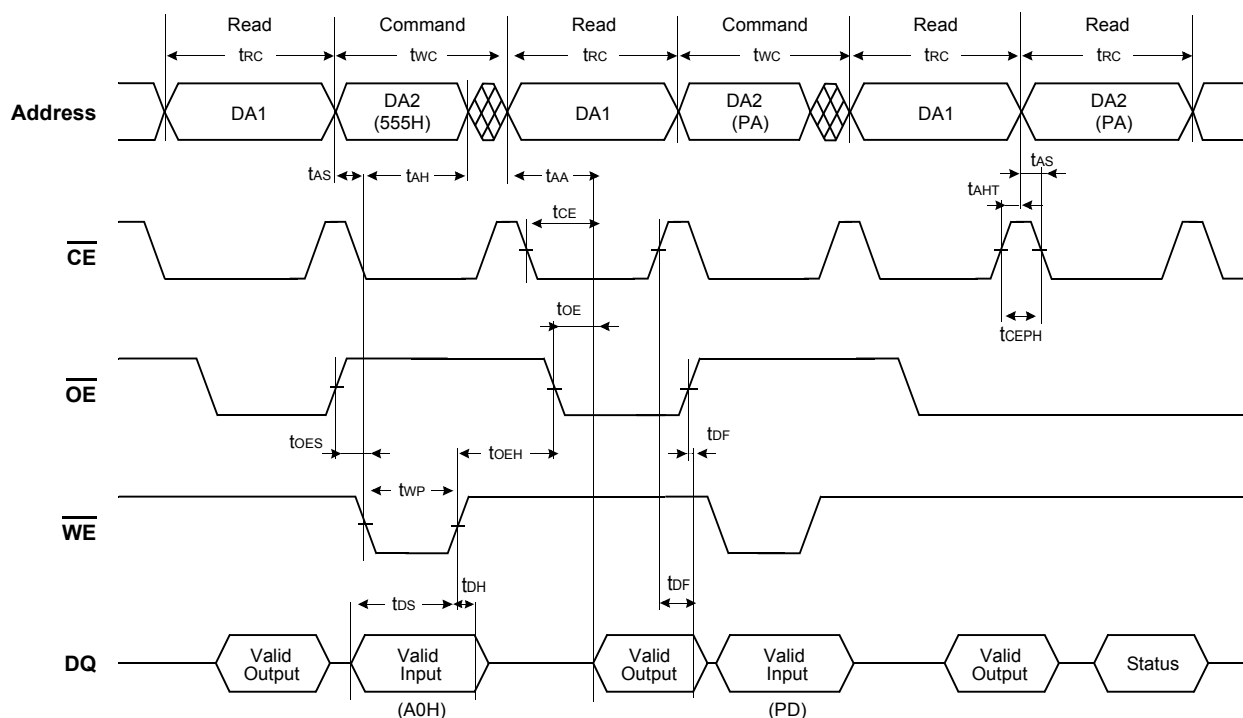 Read Command Read Command Read Read
tRC tWC tRC tWC tRC tRC
Address DA1 DA2 DA1 DA2 DA1 DA2
(555H) (PA) (PA)
tAS tAH tAA tAS
tAHT
tCE
CE
tOE
tCEPH
OE
tOES tOEH tDF
tWP
WE
tDH tDF
tDS
DQ Valid Valid Valid Valid Valid Status
Output Input Output Input Output
(A0H) (PD)